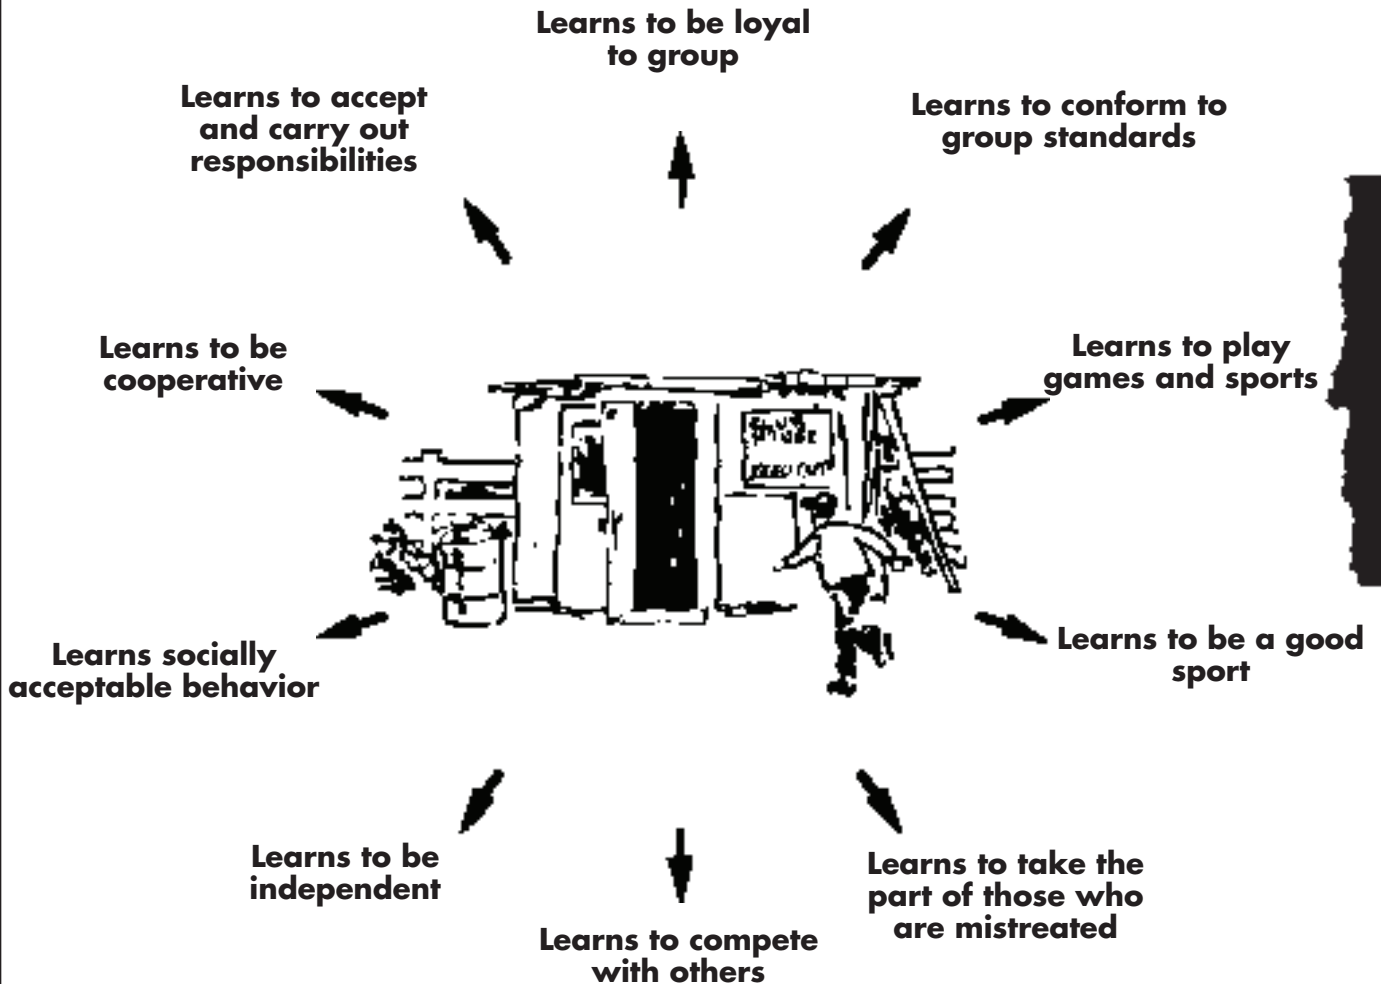 Learns to be loyal
to group
Learns to accept
and carry out
responsibilities
Learns to conform to
group standards
Learns to be
cooperative
Learns to play
games and sports
Learns socially
acceptable behavior
Learns to be a good
sport
Learns to be
independent
Learns to take the
part of those who
are mistreated
Learns to compete
with others